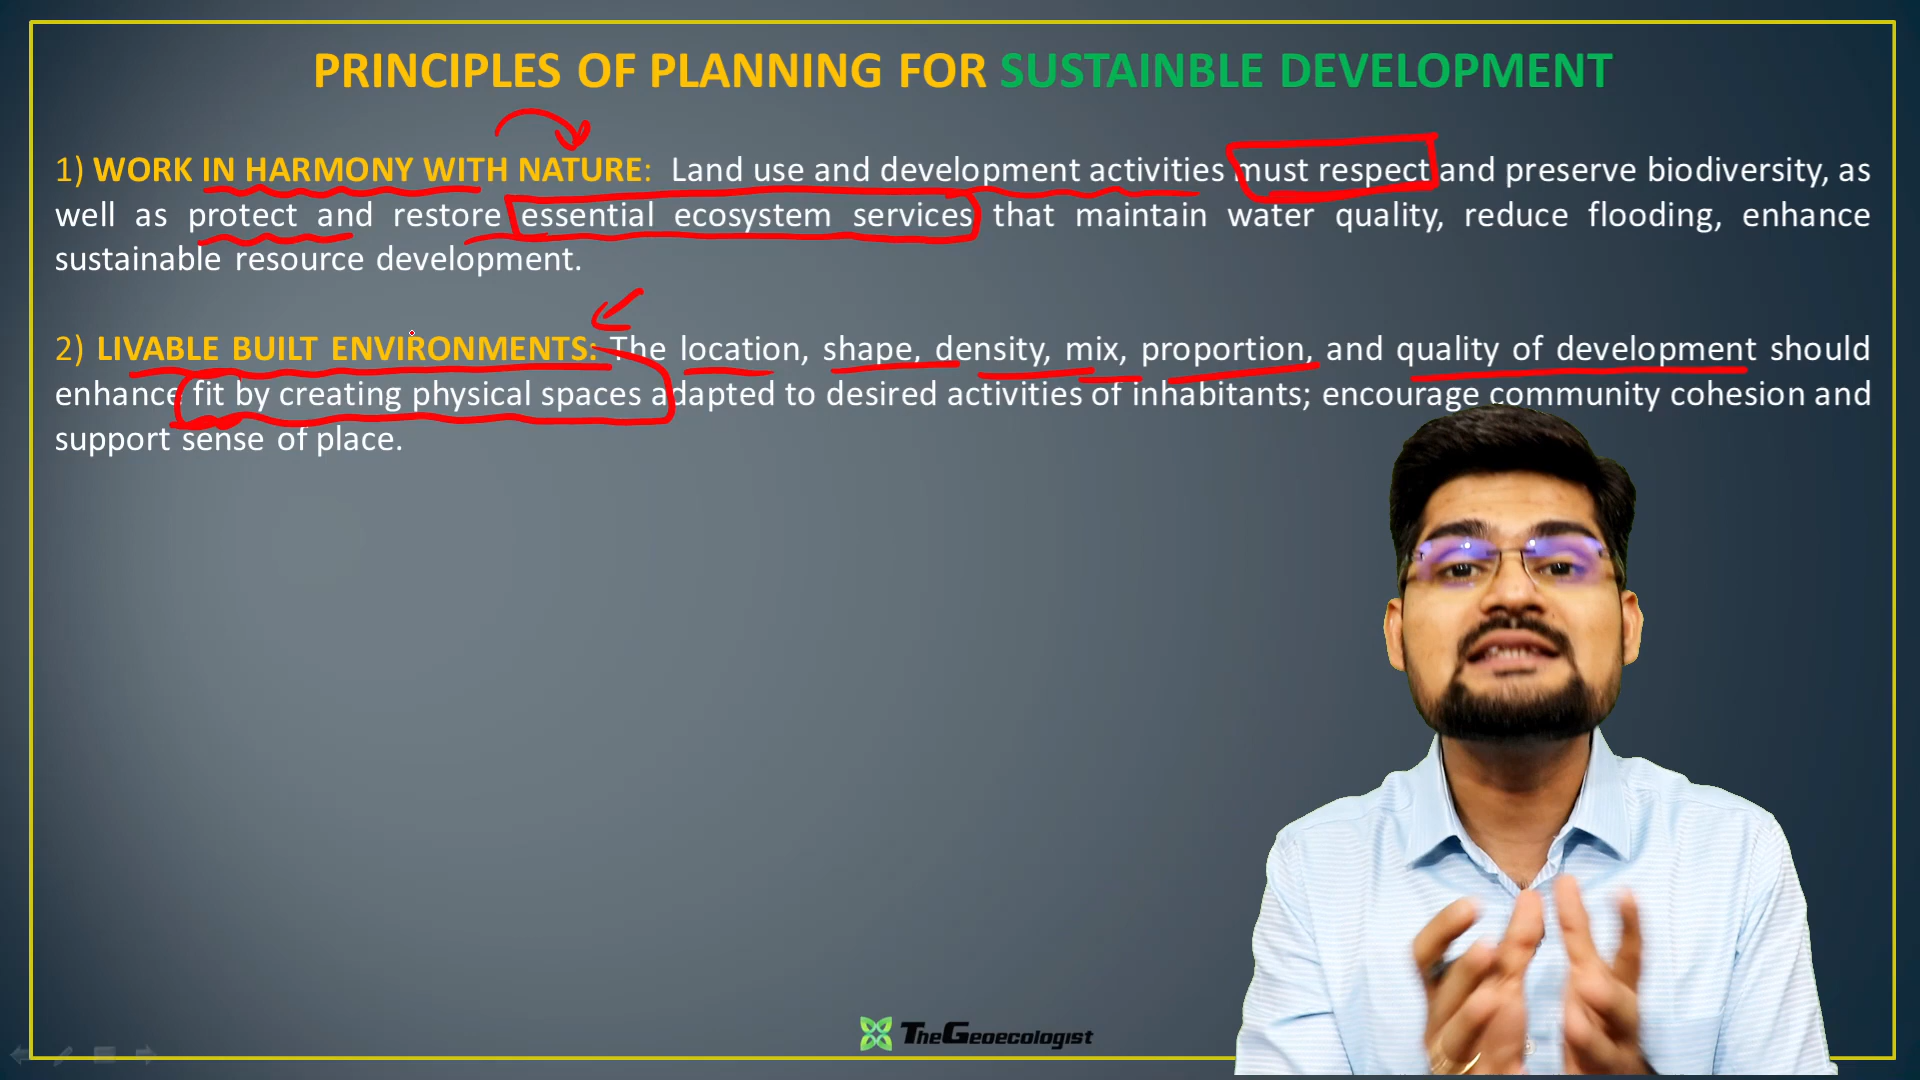 PRINCIPLES OF PLANNING FOR SUSTAINBLE DEVELOPMENT
1) WORK IN HARMONY WITH NATURE: Land use and development activities must respect and preserve biodiversity, as
well as protect and restore essential ecosystem services that maintain water quality, reduce flooding, enhance
sustainable resource development.
2) LIVABLE BUILT ENVIRONMENTS: The location, shape, density, mix, proportion, and quality of development should
enhance fit by creating physical spaces adapted to desired activities of inhabitants; encourage community cohesion and
support sense of place.
TheGeoecologist